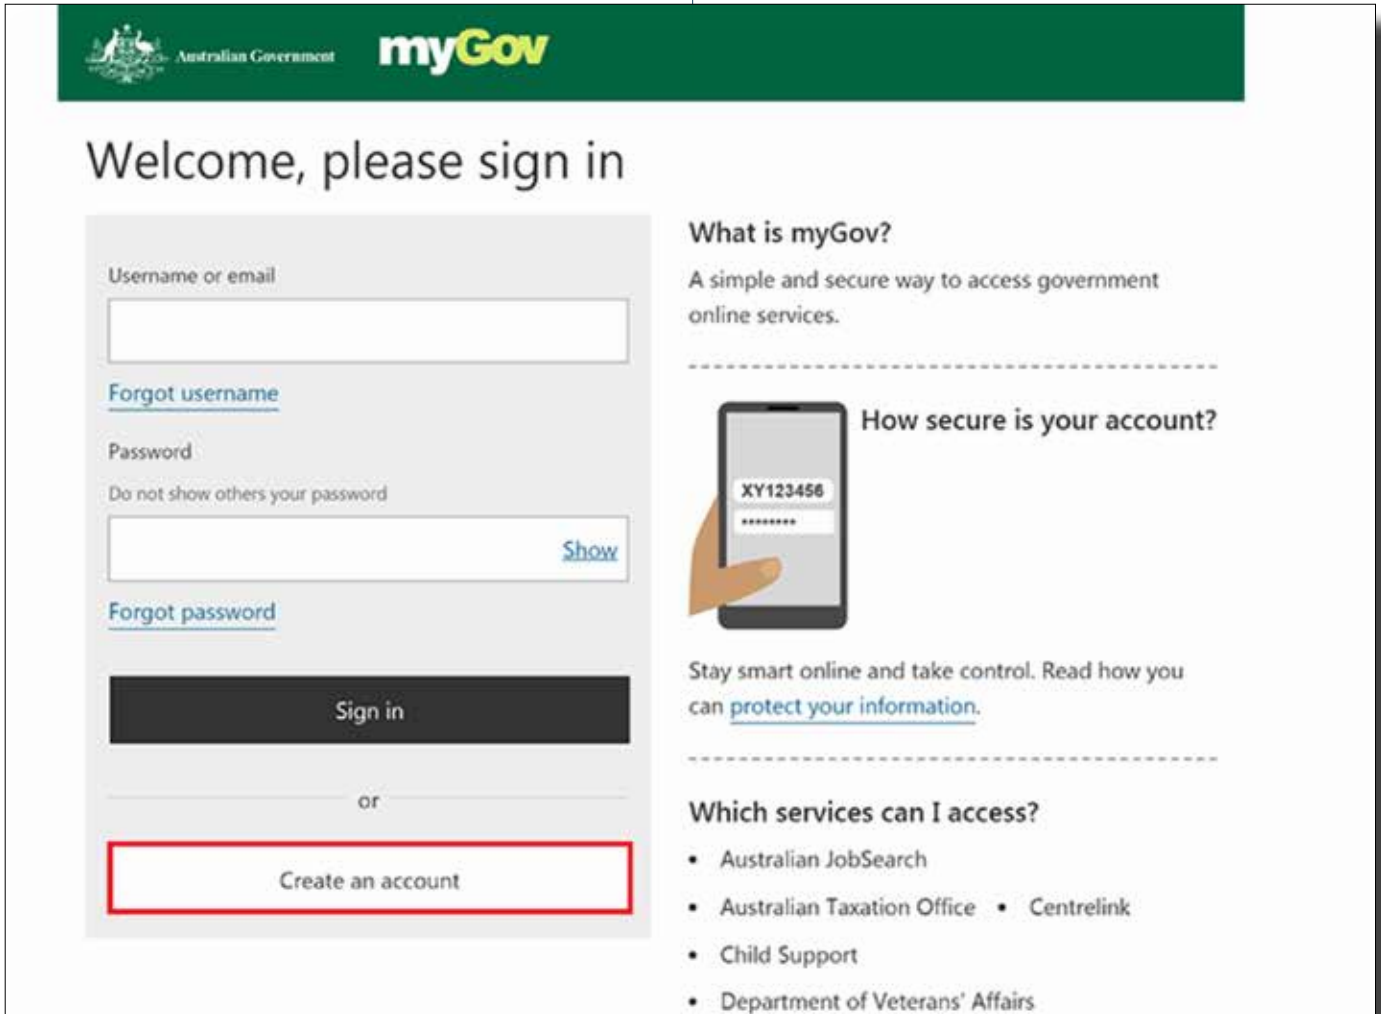 Australian Government
myGov
Welcome, please sign in
Username or email
Forgot username
Password
Do not show others your password
Show
Forgot password
Sign in
or
Create an account
What is myGov?
A simple and secure way to access government
online services.
How secure is your account?
XY123456
••••••••
Stay smart online and take control. Read how you
can protect your information.
Which services can I access?
• Australian JobSearch
• Australian Taxation Office • Centrelink
• Child Support
• Department of Veterans' Affairs